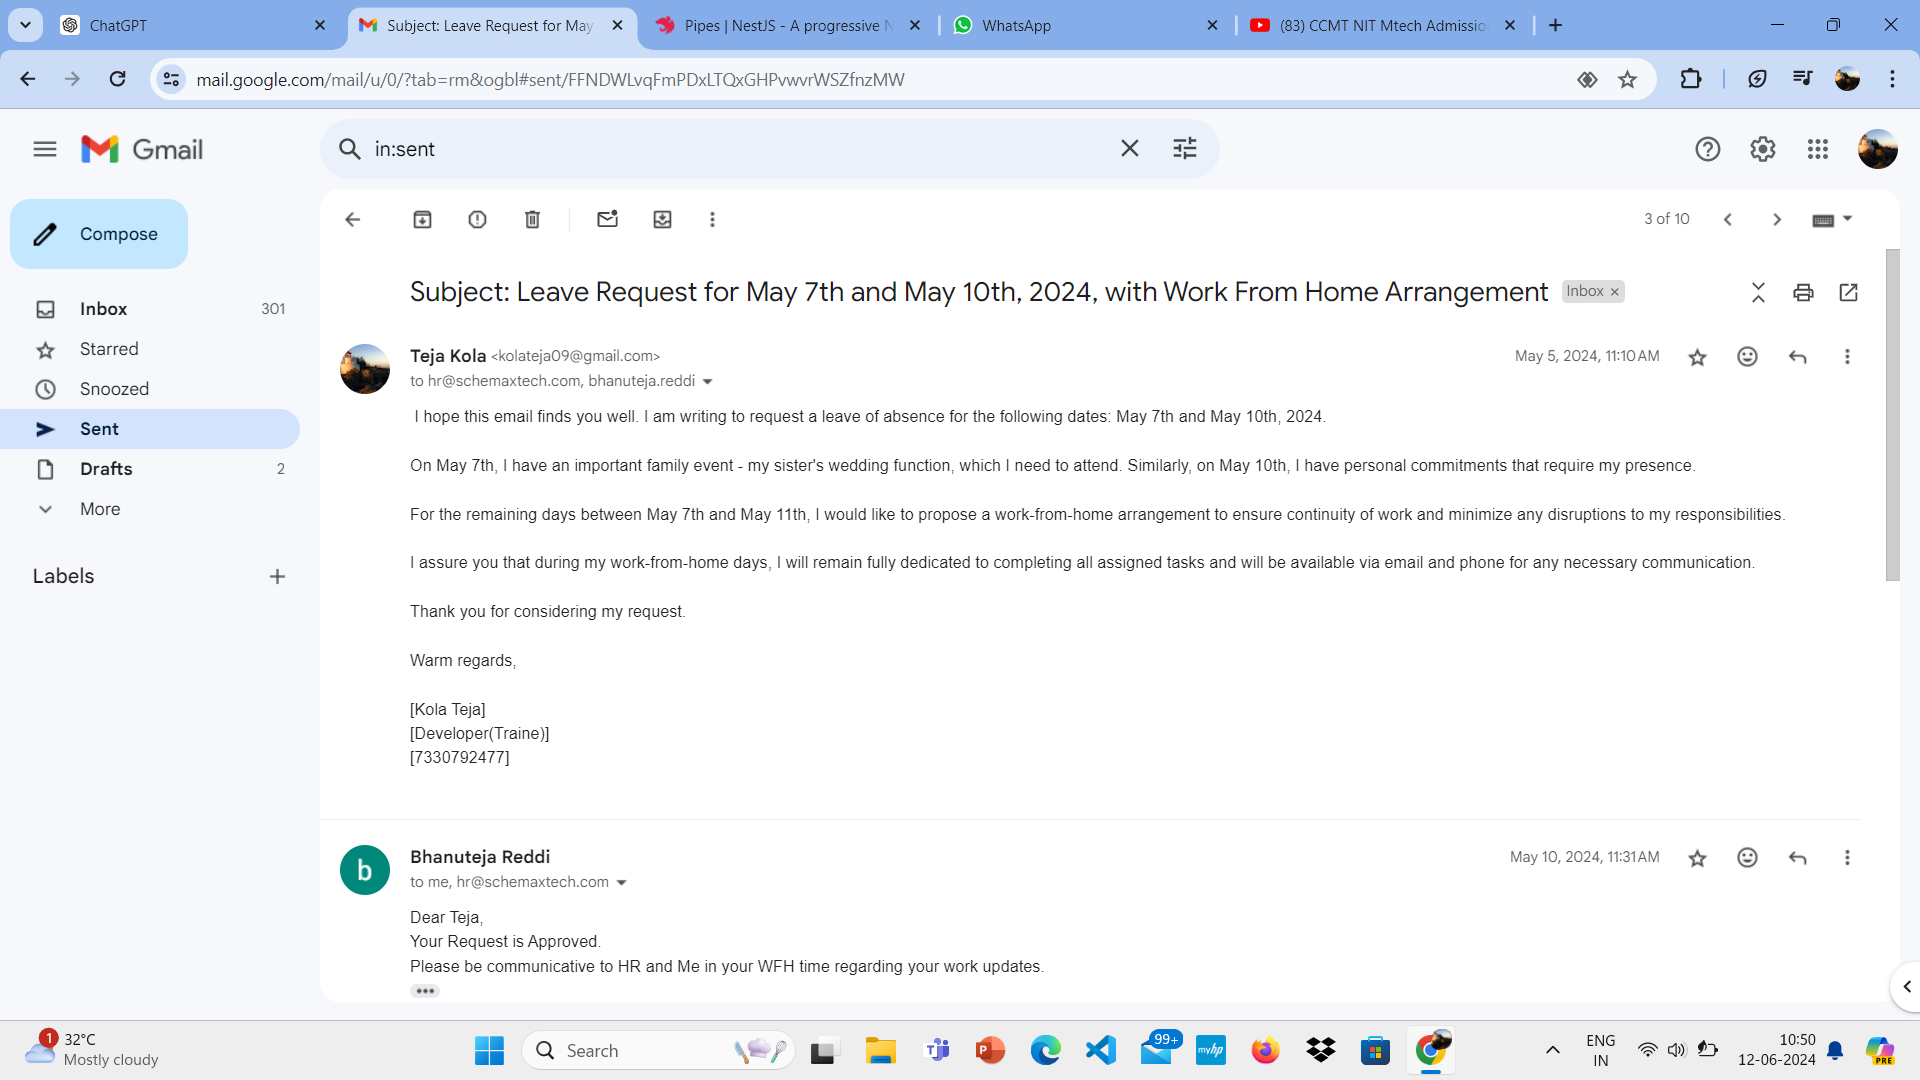 ChatGPT
Subject: Leave Request for May
Pipes | NestJS - A progressive N
WhatsApp
(83) CCMT NIT Mtech Admissio
mail.google.com/mail/u/0/?tab=rm&ogbl#sent/FFNDWLvqFmPDxLTQxGHPvwvrWSZfnzMW
Gmail
in:sent
Compose
3 of 10
Inbox 301
Starred
Snoozed
Sent
Drafts 2
More
Labels
Subject: Leave Request for May 7th and May 10th, 2024, with Work From Home Arrangement Inbox
Teja Kola <kolateja09@gmail.com> May 5, 2024, 11:10 AM
to hr@schemaxtech.com, bhanuteja.reddi
I hope this email finds you well. I am writing to request a leave of absence for the following dates: May 7th and May 10th, 2024.
On May 7th, I have an important family event - my sister's wedding function, which I need to attend. Similarly, on May 10th, I have personal commitments that require my presence.
For the remaining days between May 7th and May 11th, I would like to propose a work-from-home arrangement to ensure continuity of work and minimize any disruptions to my responsibilities.
I assure you that during my work-from-home days, I will remain fully dedicated to completing all assigned tasks and will be available via email and phone for any necessary communication.
Thank you for considering my request.
Warm regards,
[Kola Teja]
[Developer(Traine)]
[7330792477]
b
Bhanuteja Reddi May 10, 2024, 11:31 AM
to me, hr@schemaxtech.com
Dear Teja,
Your Request is Approved.
Please be communicative to HR and Me in your WFH time regarding your work updates.
1
32°C
Mostly cloudy
Search
99+
myhp
ENG
IN
10:50
12-06-2024
PRE